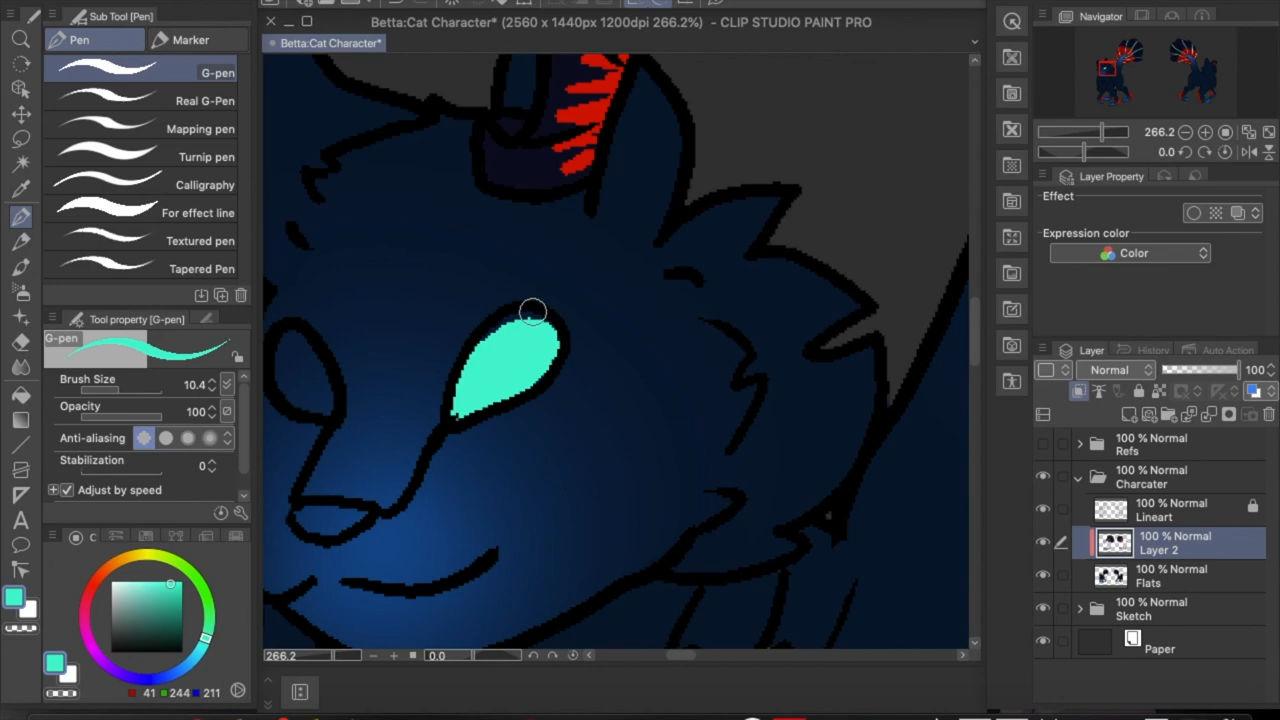 Sub Tool [Pen]
Pen
Marker
G-pen
Real G-Pen
Mapping pen
Turnip pen
Calligraphy
For effect line
Textured pen
Tapered Pen
Tool property [G-pen]
G-pen
Brush Size
10.4
Opacity
100
Anti-aliasing
Stabilization
0
Adjust by speed
C
41 244 211
Betta:Cat Character* (2560 x 1440px 1200dpi 266.2%) - CLIP STUDIO PAINT PRO
Betta:Cat Character*
266.2
0.0
Navigator
266.2
0.0
Layer Property
Effect
Expression color
Color
Layer
History
Auto Action
Normal
100
100 % Normal
Refs
100 % Normal
Charcater
100 % Normal
Lineart
100 % Normal
Layer 2
100 % Normal
Flats
100 % Normal
Sketch
Paper